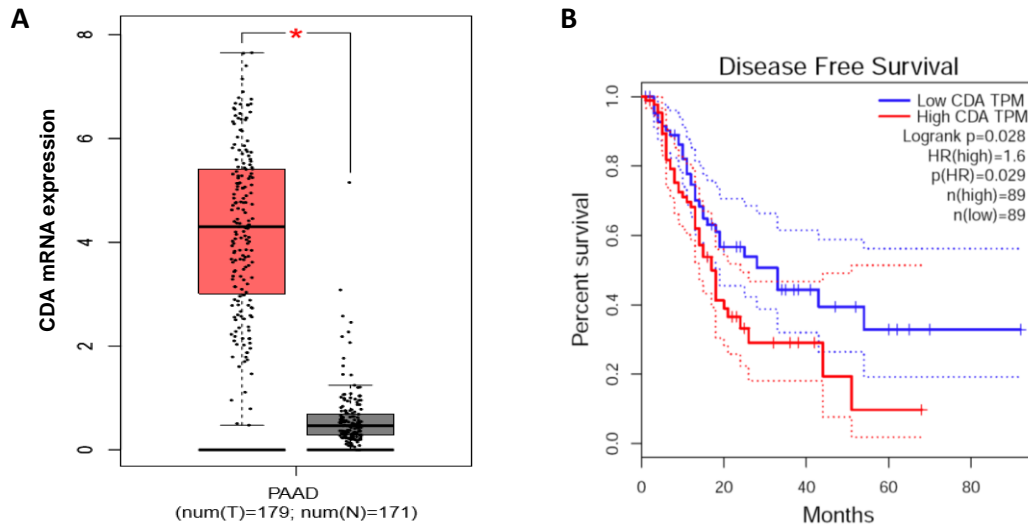 A
CDA mRNA expression
8
6
4
2
0
*
PAAD
(num(T)=179; num(N)=171)
B
Disease Free Survival
Low CDA TPM
High CDA TPM
Logrank p=0.028
HR(high)=1.6
p(HR)=0.029
n(high)=89
n(low)=89
Percent survival
1.0
0.8
0.6
0.4
0.2
0.0
0 20 40 60 80
Months